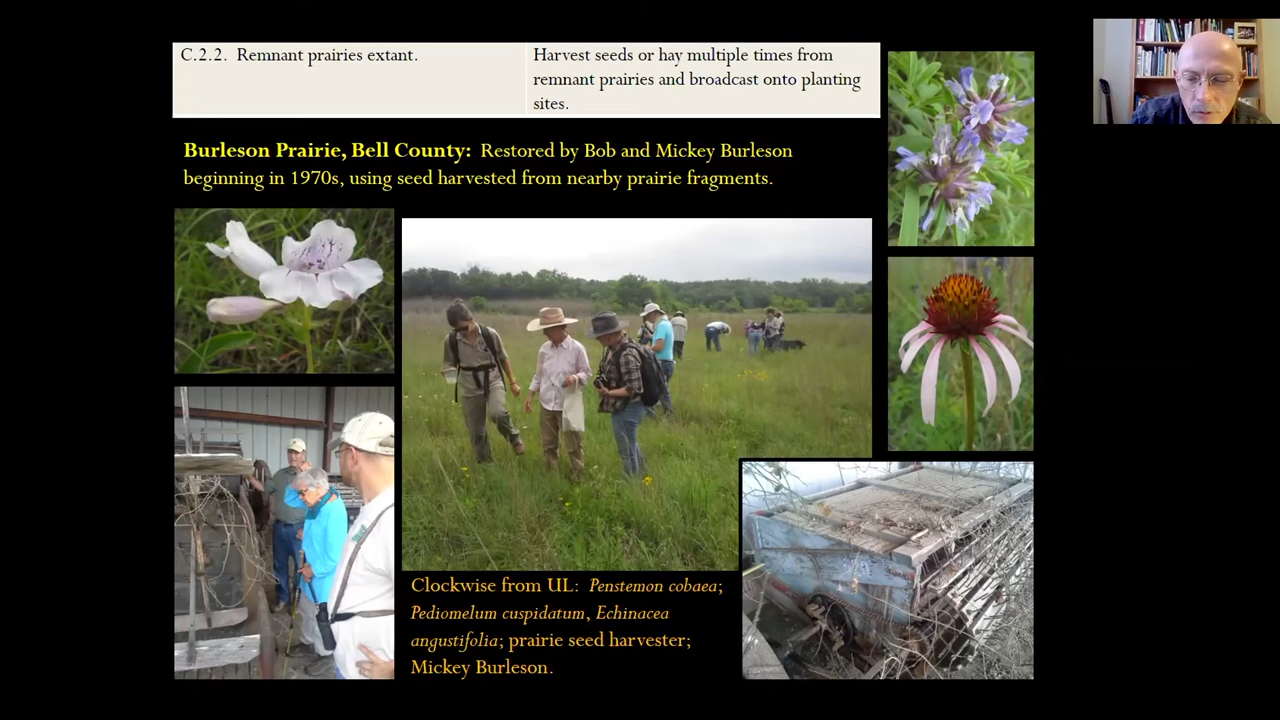 C.2.2. Remnant prairies extant.
Harvest seeds or hay multiple times from
remnant prairies and broadcast onto planting
sites.
Burleson Prairie, Bell County: Restored by Bob and Mickey Burleson
beginning in 1970s, using seed harvested from nearby prairie fragments.
Clockwise from UL: Penstemon cobaea;
Pediomelum cuspidatum, Echinacea
angustifolia; prairie seed harvester;
Mickey Burleson.